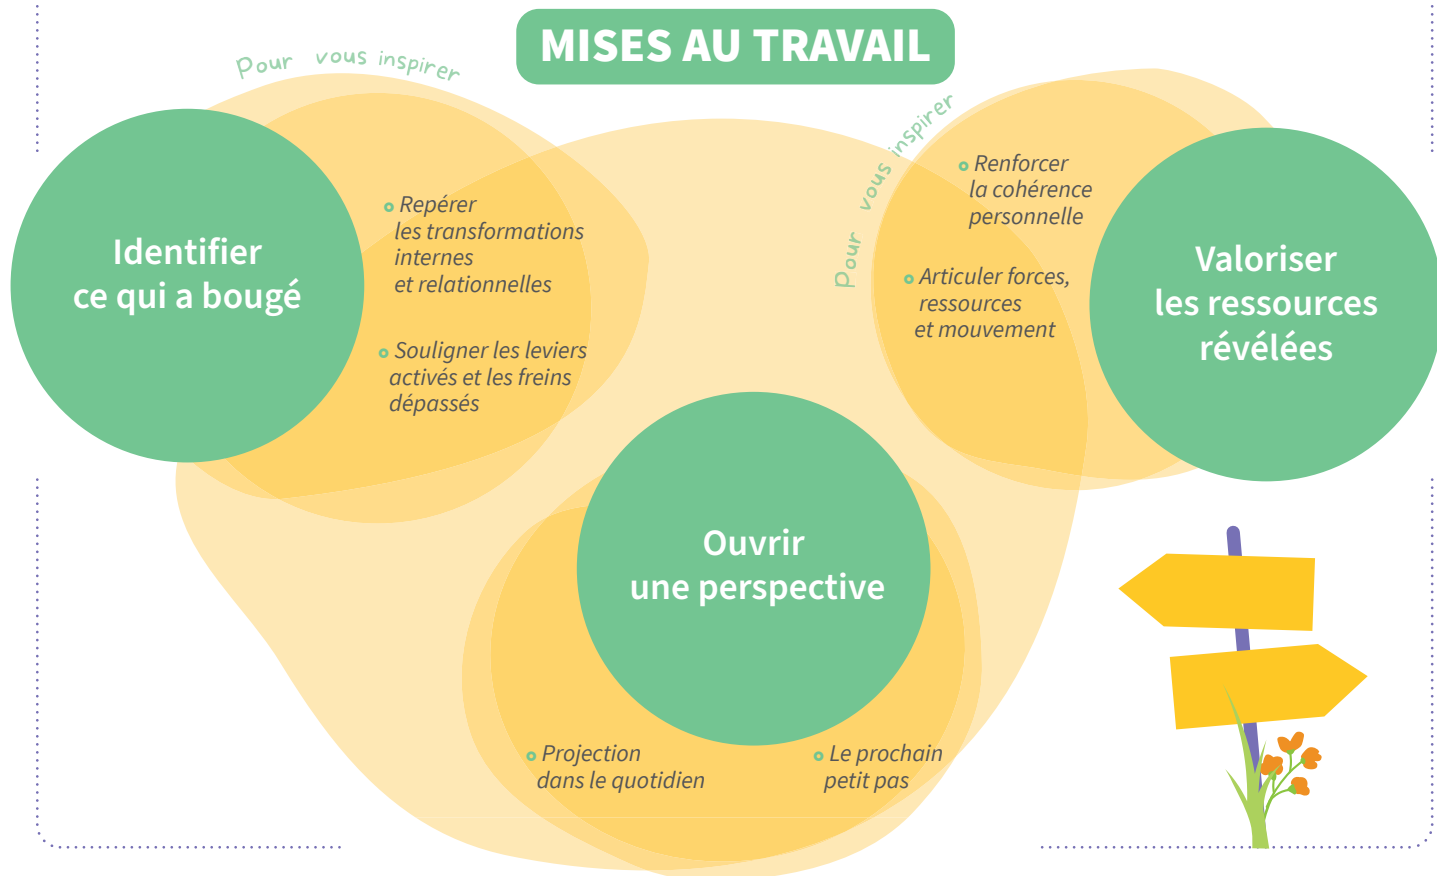 MISES AU TRAVAIL
Pour vous inspirer
Identifier
ce qui a bougé
Repérer
les transformations
internes
et relationnelles
Souligner les leviers
activés et les freins
dépassés
Pour vous inspirer
Renforcer
la cohérence
personnelle
Articuler forces,
ressources
et mouvement
Valoriser
les ressources
révélées
Ouvrir
une perspective
Projection
dans le quotidien
Le prochain
petit pas